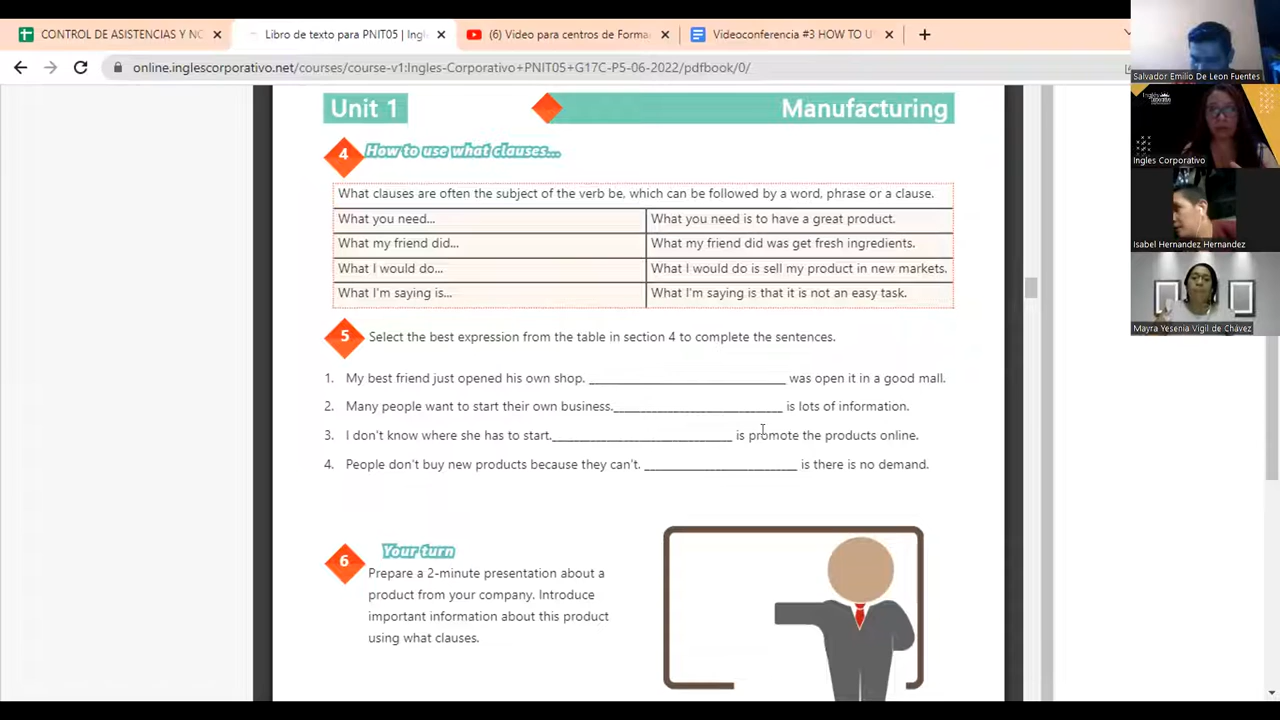 CONTROL DE ASISTENCIAS Y NO
Libro de texto para PNIT05 | Ingl
(6) Video para centros de Forma
Videoconferencia #3 HOW TO U
online.inglescorporativo.net/courses/course-v1:Ingles-Corporativo+PNIT05+G17C-P5-06-2022/pdfbook/0/
Unit 1
Manufacturing
4
How to use what clauses...
What clauses are often the subject of the verb be, which can be followed by a word, phrase or a clause.
What you need... What you need is to have a great product.
What my friend did... What my friend did was get fresh ingredients.
What I would do... What I would do is sell my product in new markets.
What I'm saying is... What I'm saying is that it is not an easy task.
5 Select the best expression from the table in section 4 to complete the sentences.
1. My best friend just opened his own shop. ____________________ was open it in a good mall.
2. Many people want to start their own business.____________________ is lots of information.
3. I don't know where she has to start.____________________ is promote the products online.
4. People don't buy new products because they can't. ____________________ is there is no demand.
6
Your turn
Prepare a 2-minute presentation about a
product from your company. Introduce
important information about this product
using what clauses.
Salvador Emilio De Leon Fuentes
Ingles Corporativo
Isabel Hernandez Hernandez
Mayra Yesenia Vigil de Chávez